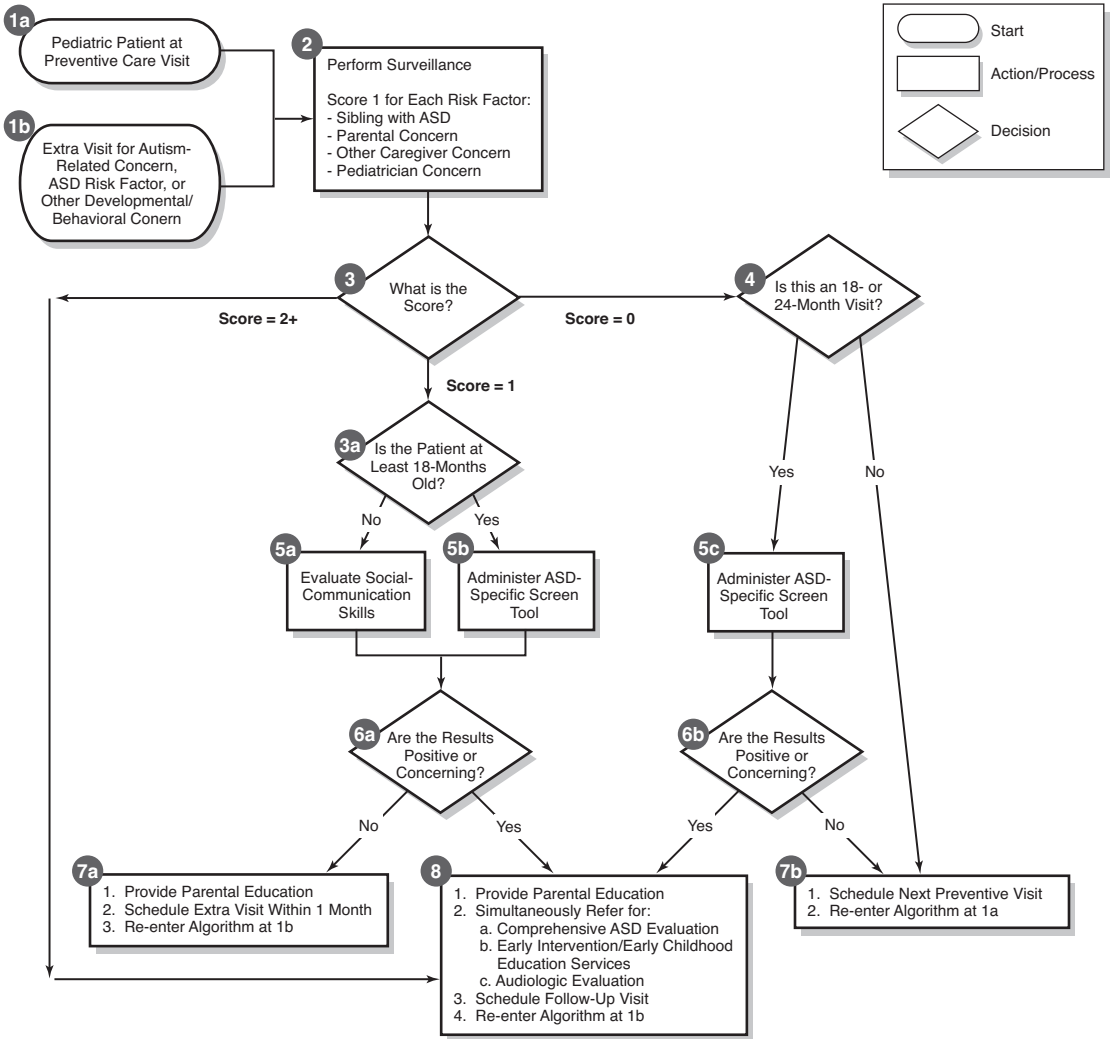 1a
Pediatric Patient at
Preventive Care Visit
1b
Extra Visit for Autism-
Related Concern,
ASD Risk Factor, or
Other Developmental/
Behavioral Conern
2
Perform Surveillance
Score 1 for Each Risk Factor:
- Sibling with ASD
- Parental Concern
- Other Caregiver Concern
- Pediatrician Concern
Start
Action/Process
Decision
3
What is the
Score?
Score = 2+
Score = 0
Score = 1
4
Is this an 18- or
24-Month Visit?
Yes
No
3a
Is the Patient at
Least 18-Months
Old?
No
Yes
5a
Evaluate Social-
Communication
Skills
5b
Administer ASD-
Specific Screen
Tool
5c
Administer ASD-
Specific Screen
Tool
6a
Are the Results
Positive or
Concerning?
No
Yes
6b
Are the Results
Positive or
Concerning?
Yes
No
7a
1. Provide Parental Education
2. Schedule Extra Visit Within 1 Month
3. Re-enter Algorithm at 1b
8
1. Provide Parental Education
2. Simultaneously Refer for:
a. Comprehensive ASD Evaluation
b. Early Intervention/Early Childhood
Education Services
c. Audiologic Evaluation
3. Schedule Follow-Up Visit
4. Re-enter Algorithm at 1b
7b
1. Schedule Next Preventive Visit
2. Re-enter Algorithm at 1a